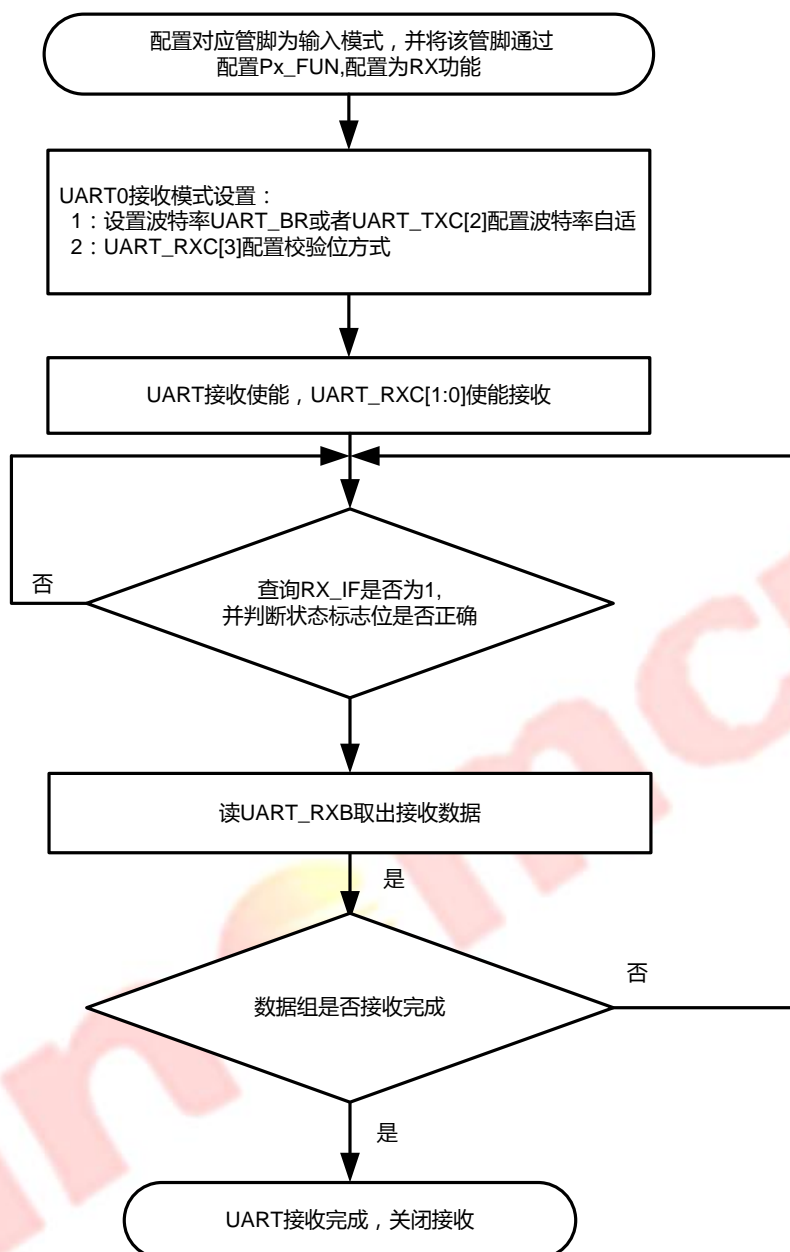 配置对应管脚为输入模式，并将该管脚通过
配置Px_FUN,配置为RX功能
UART0接收模式设置：
1：设置波特率UART_BR或者UART_TXC[2]配置波特率自适
2：UART_RXC[3]配置校验位方式
UART接收使能，UART_RXC[1:0]使能接收
否
查询RX_IF是否为1,
并判断状态标志位是否正确
读UART_RXB取出接收数据
是
否
数据组是否接收完成
是
UART接收完成，关闭接收